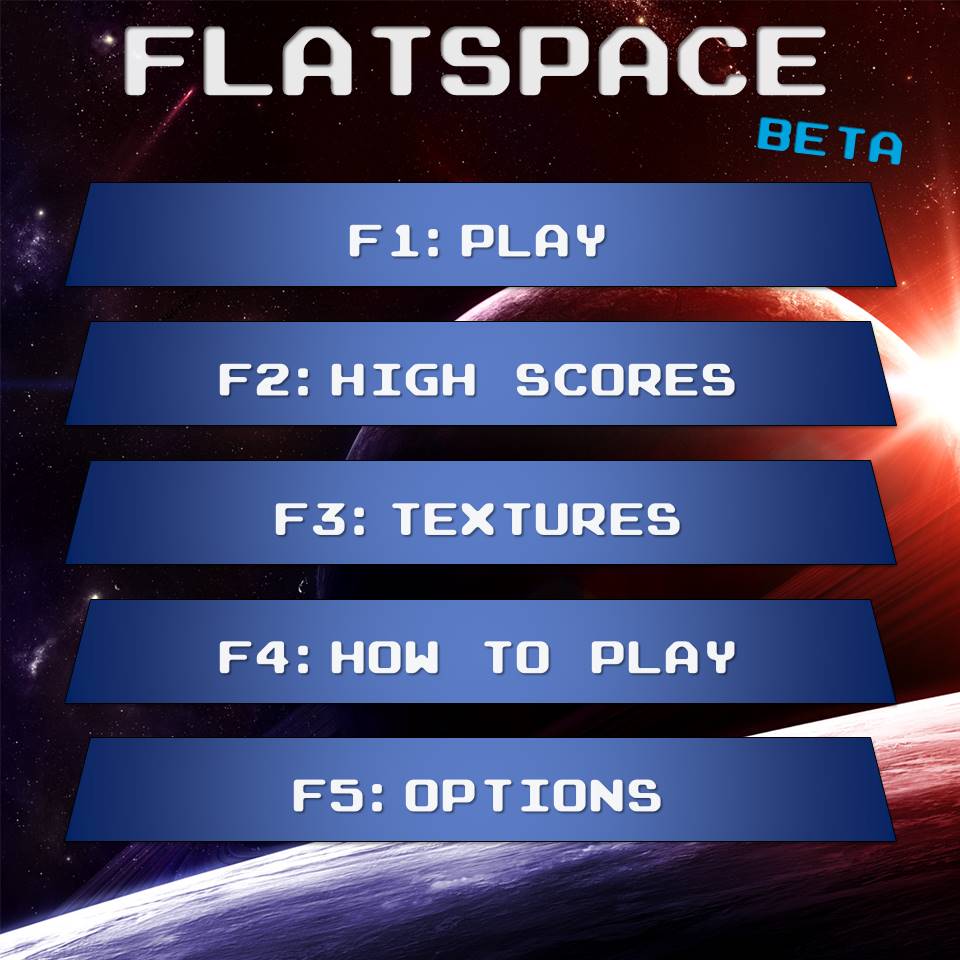 FLATSPACE
BETA
F1: PLAY
F2: HIGH SCORES
F3: TEXTURES
F4: HOW TO PLAY
F5: OPTIONS